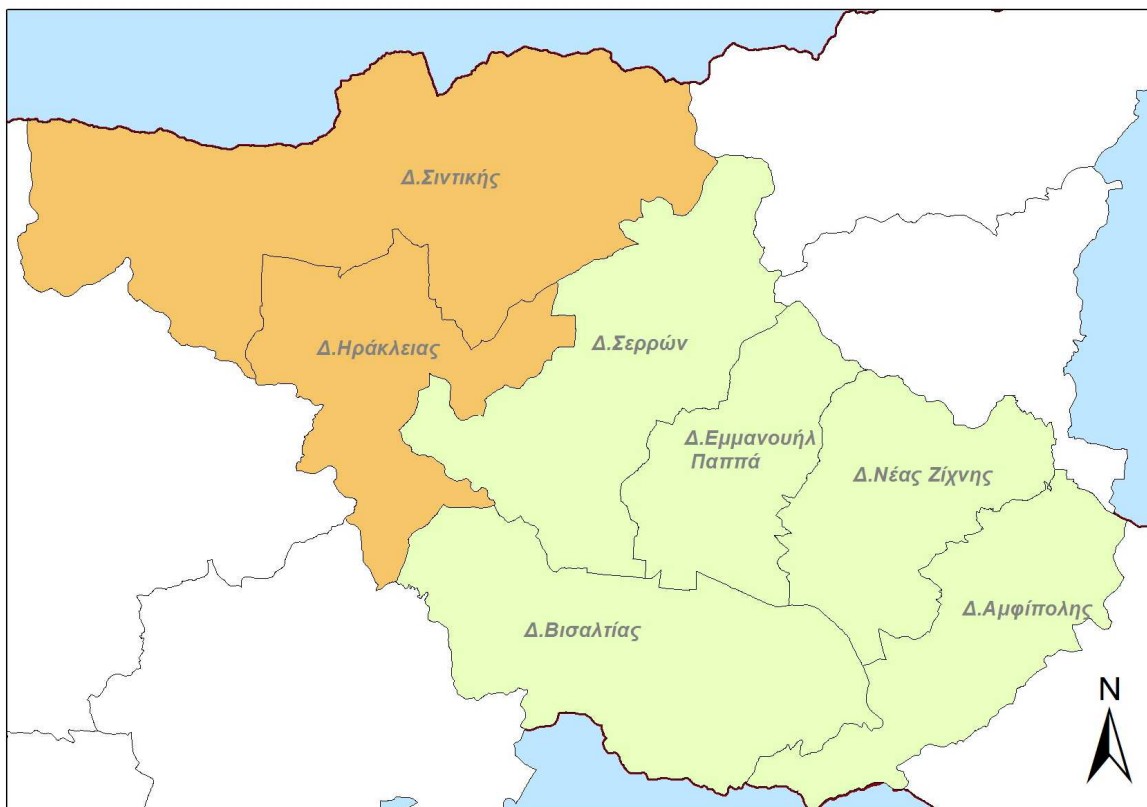 Δ.Σιντικής
Δ.Ηράκλειας
Δ.Σερρών
Δ.Εμμανουήλ
Παππά
Δ.Νέας Ζίχνης
Δ.Αμφίπολης
Δ.Βισαλτίας
N